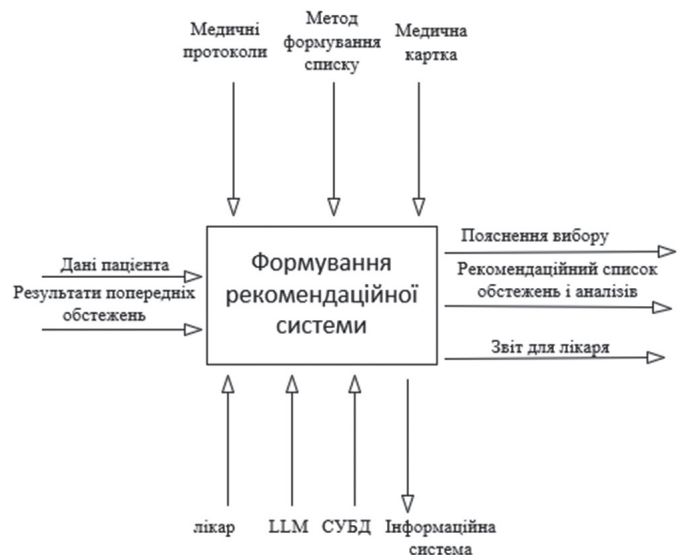 Медичні
протоколи
Метод
формування
списку
Медична
картка
Дані пацієнта
Результати попередніх
обстежень
Формування
рекомендаційної
системи
Пояснення вибору
Рекомендаційний список
обстежень і аналізів
Звіт для лікаря
лікар
LLM
СУБД
Інформаційна
система